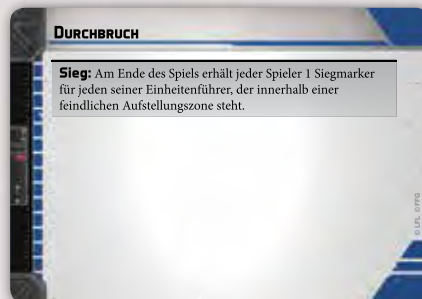 Durchbruch
Sieg: Am Ende des Spiels erhält jeder Spieler 1 Siegmarker
für jeden seiner Einheitenführer, der innerhalb einer
feindlichen Aufstellungszone steht.
© LFL © FFG